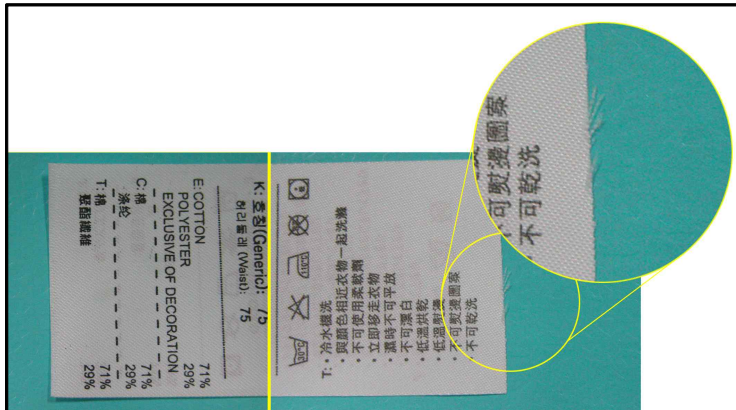 K: 호칭(Generic): 75
허리둘레 (Waist): 75
E: COTTON 71%
POLYESTER 29%
EXCLUSIVE OF DECORATION
C: 棉 71%
涤纶 29%
T: 棉 71%
聚酯纖維 29%
30°C 110°C
T: ・冷水機洗
・與顏色相近衣物一起洗滌
・不可使用柔軟劑
・立即移走衣物
・濕時不可平放
・不可漂白
・低溫烘乾
・低溫熨燙
・不可熨燙圖案
・不可乾洗
可熨燙圖案
不可乾洗